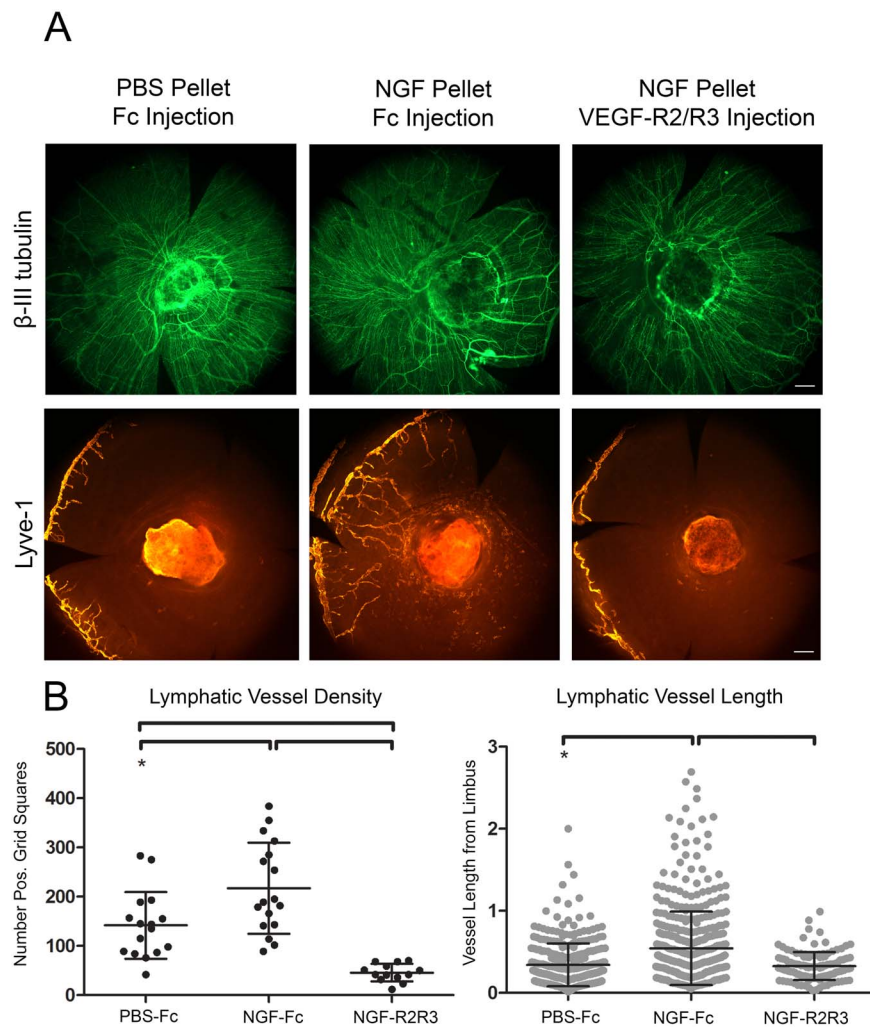 A
PBS Pellet
Fc Injection
NGF Pellet
Fc Injection
NGF Pellet
VEGF-R2/R3 Injection
β-III tubulin
Lyve-1
B
Lymphatic Vessel Density
Number Pos. Grid Squares
500
400
300
200
100
0
*
PBS-Fc
NGF-Fc
NGF-R2R3
Lymphatic Vessel Length
Vessel Length from Limbus
3
2
1
0
*
PBS-Fc
NGF-Fc
NGF-R2R3